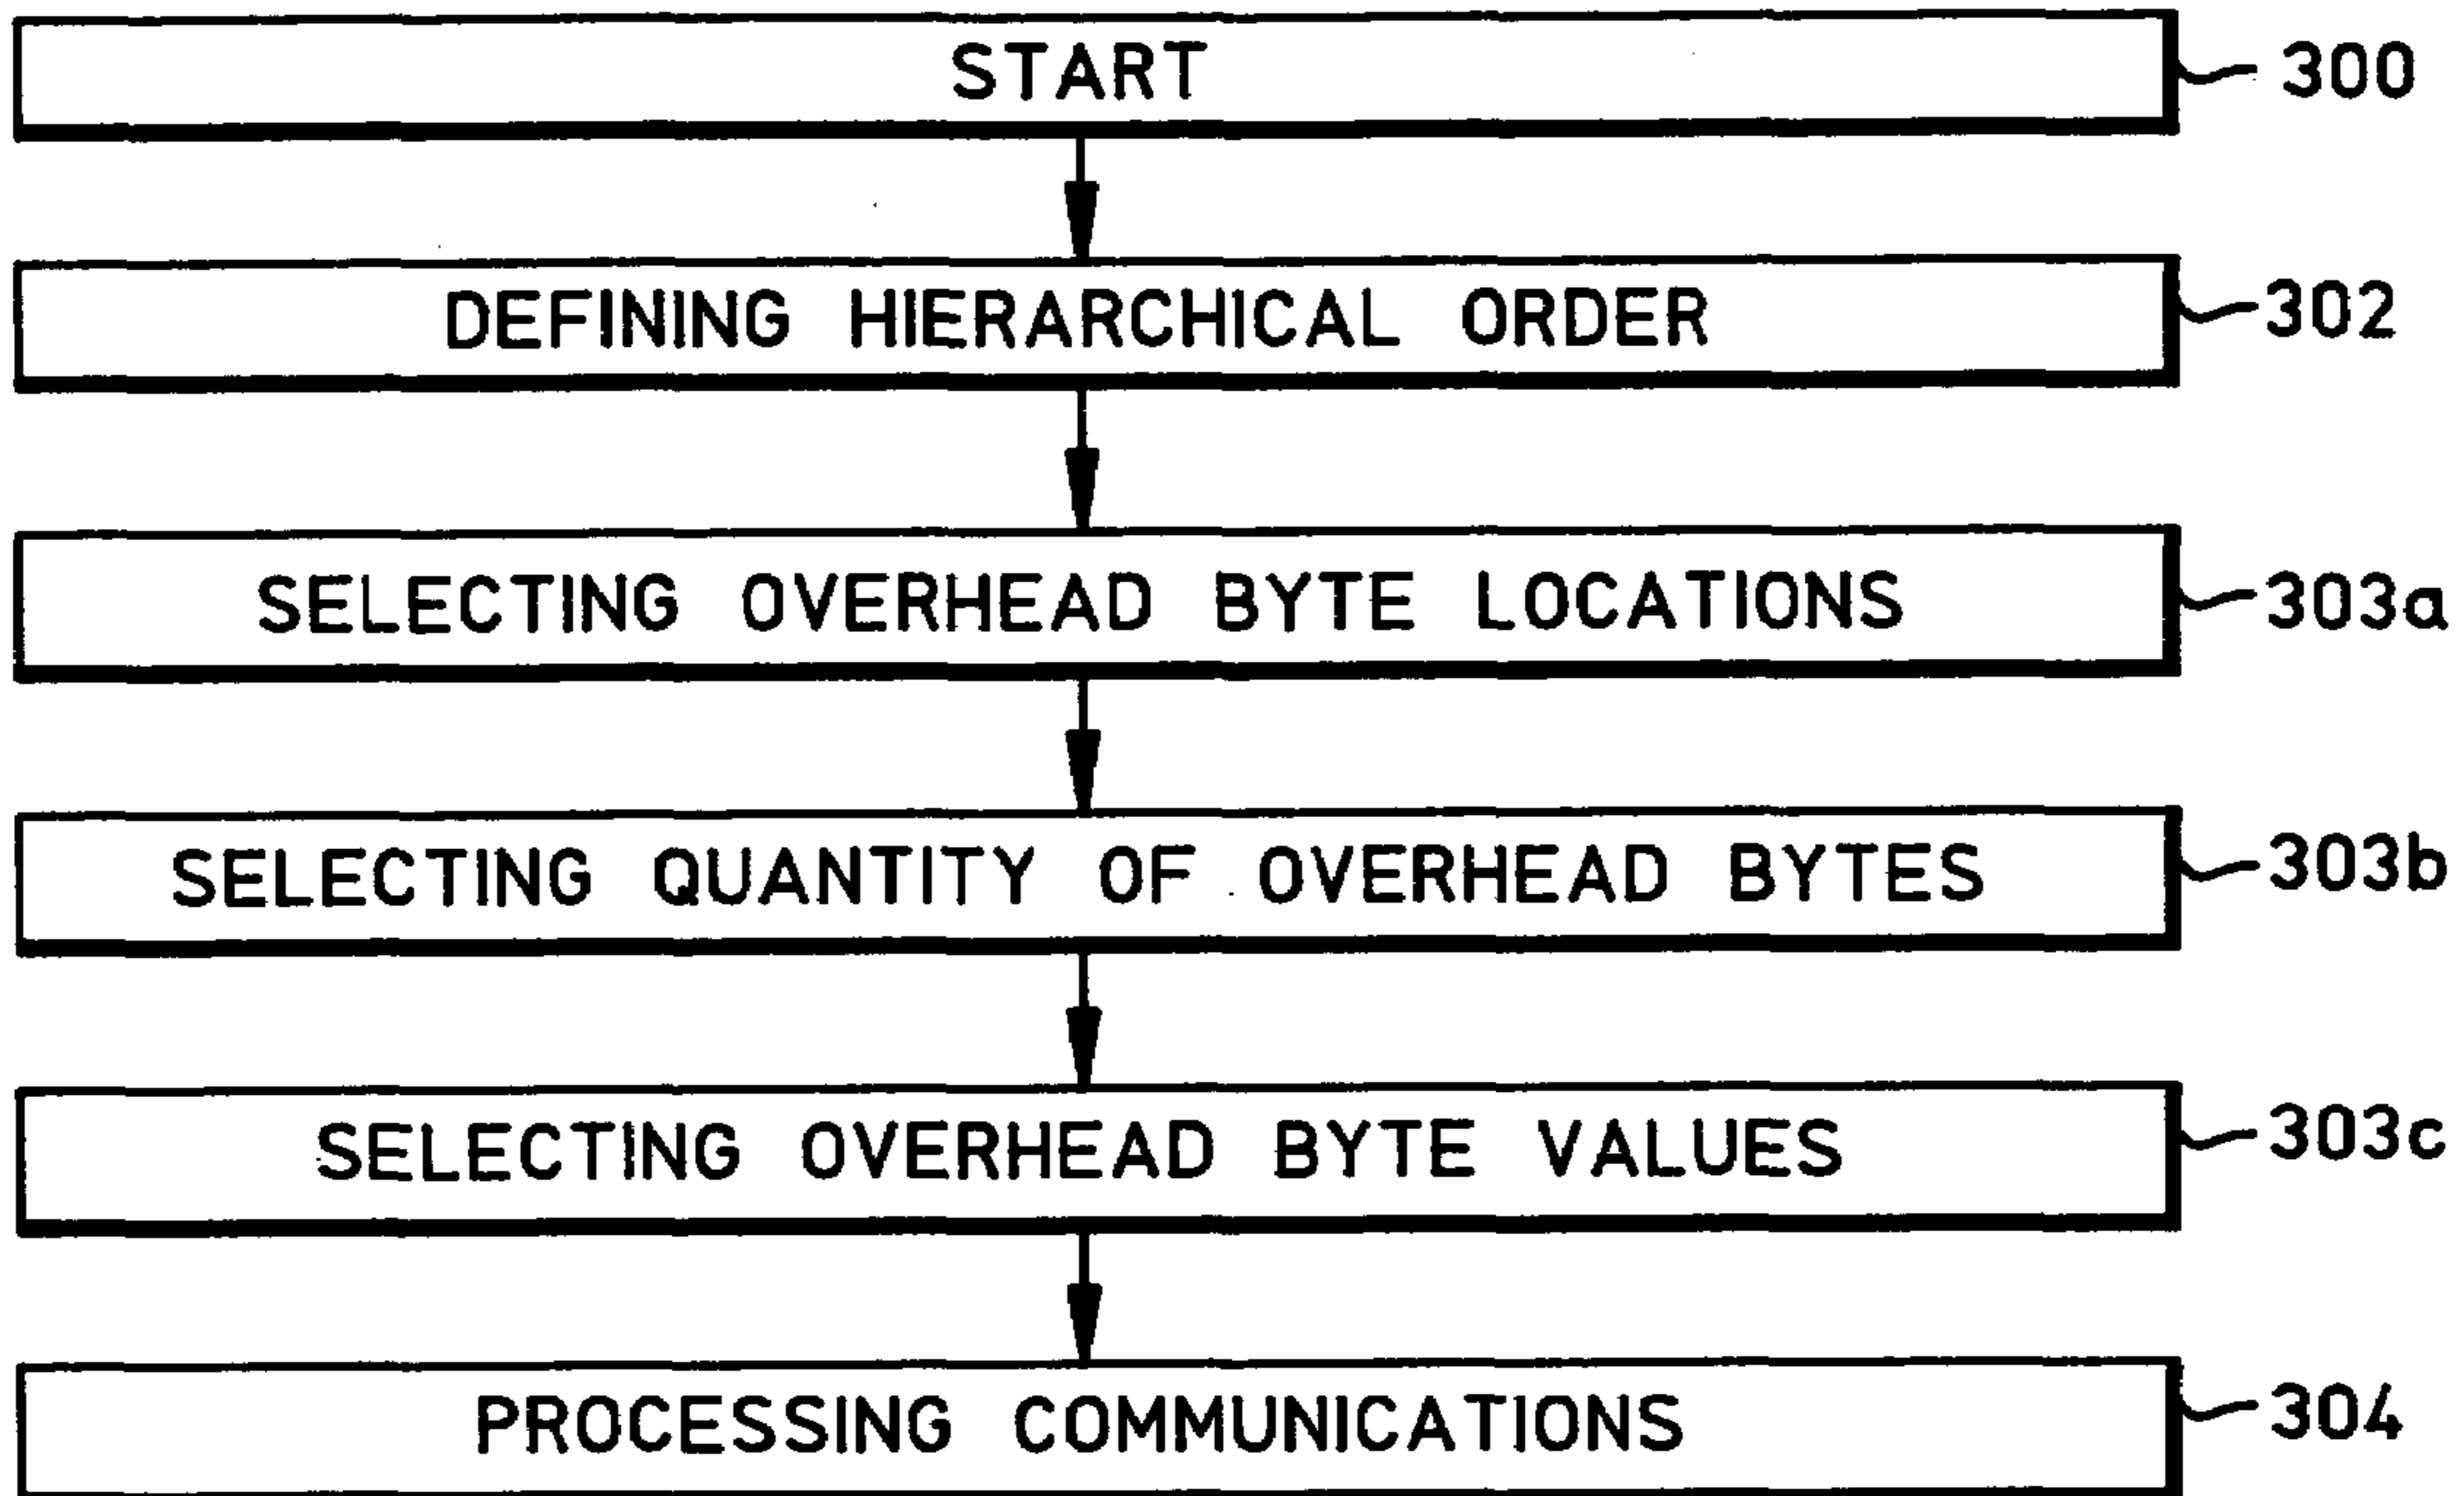 START 300
DEFINING HIERARCHICAL ORDER 302
SELECTING OVERHEAD BYTE LOCATIONS 303a
SELECTING QUANTITY OF OVERHEAD BYTES 303b
SELECTING OVERHEAD BYTE VALUES 303c
PROCESSING COMMUNICATIONS 304